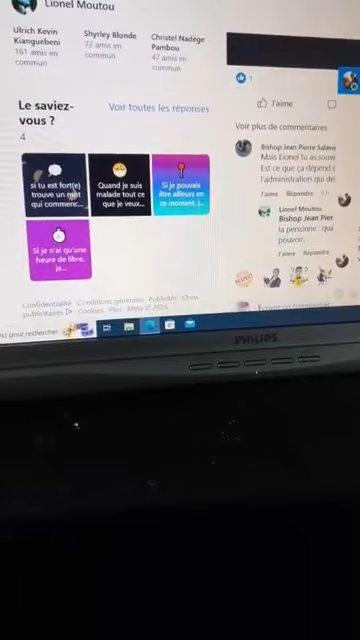 Lionel Moutou
Ulrich Kevin
Kianguebeni
161 amis en
commun
Shyrley Blonde
72 amis en
commun
Christel Nadège
Pambou
47 amis en
commun
Le saviez-
vous ?
Voir toutes les réponses
4
si tu est fort(e)
trouve un mot
qui commenc...
Quand je suis
malade tout ce
que je veux...
Si je pouvais
être ailleurs en
ce moment, j...
Si je n'ai qu'une
heure de libre,
je...
Confidentialité · Conditions générales · Publicités · Choix
publicitaires · Cookies · Plus · Meta © 2024
1
J'aime
Voir plus de commentaires
Bishop Jean Pierre
Mais Lionel tu as
Est ce que ça dépend
l'administration qui
J'aime Répondre
Lionel Moutou
Bishop Jean Pier
la personne qui
pouvoir.
J'aime Répondre
RESPECT
ici pour rechercher
PHILIPS